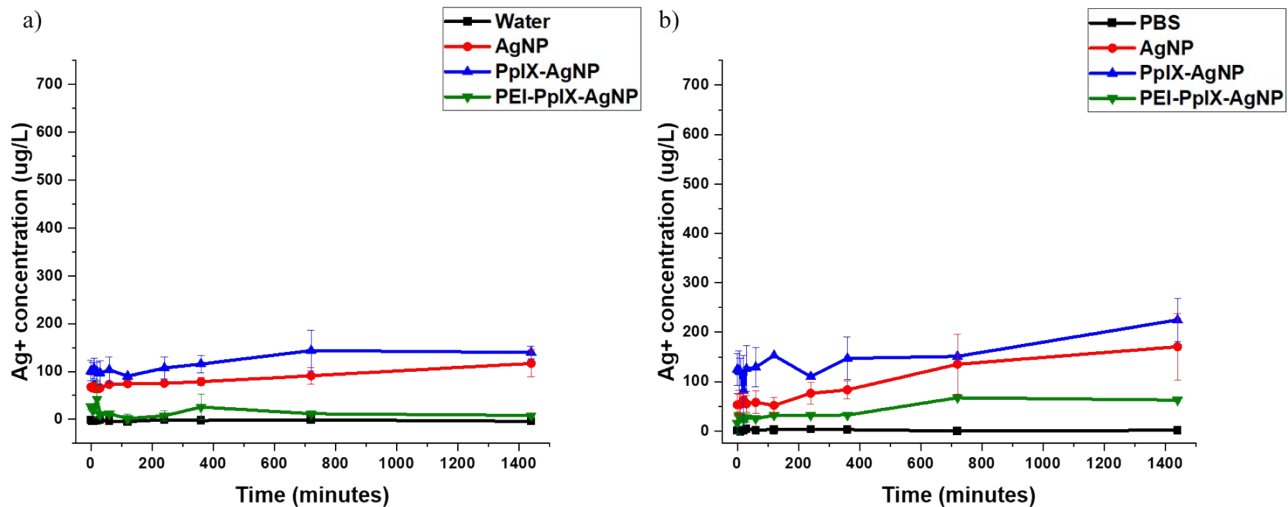 a)
Water
AgNP
PpIX-AgNP
PEI-PpIX-AgNP
700
600
500
400
300
200
100
0
Ag+ concentration (ug/L)
0 200 400 600 800 1000 1200 1400
Time (minutes)
b)
PBS
AgNP
PpIX-AgNP
PEI-PpIX-AgNP
700
600
500
400
300
200
100
0
Ag+ concentration (ug/L)
0 200 400 600 800 1000 1200 1400
Time (minutes)